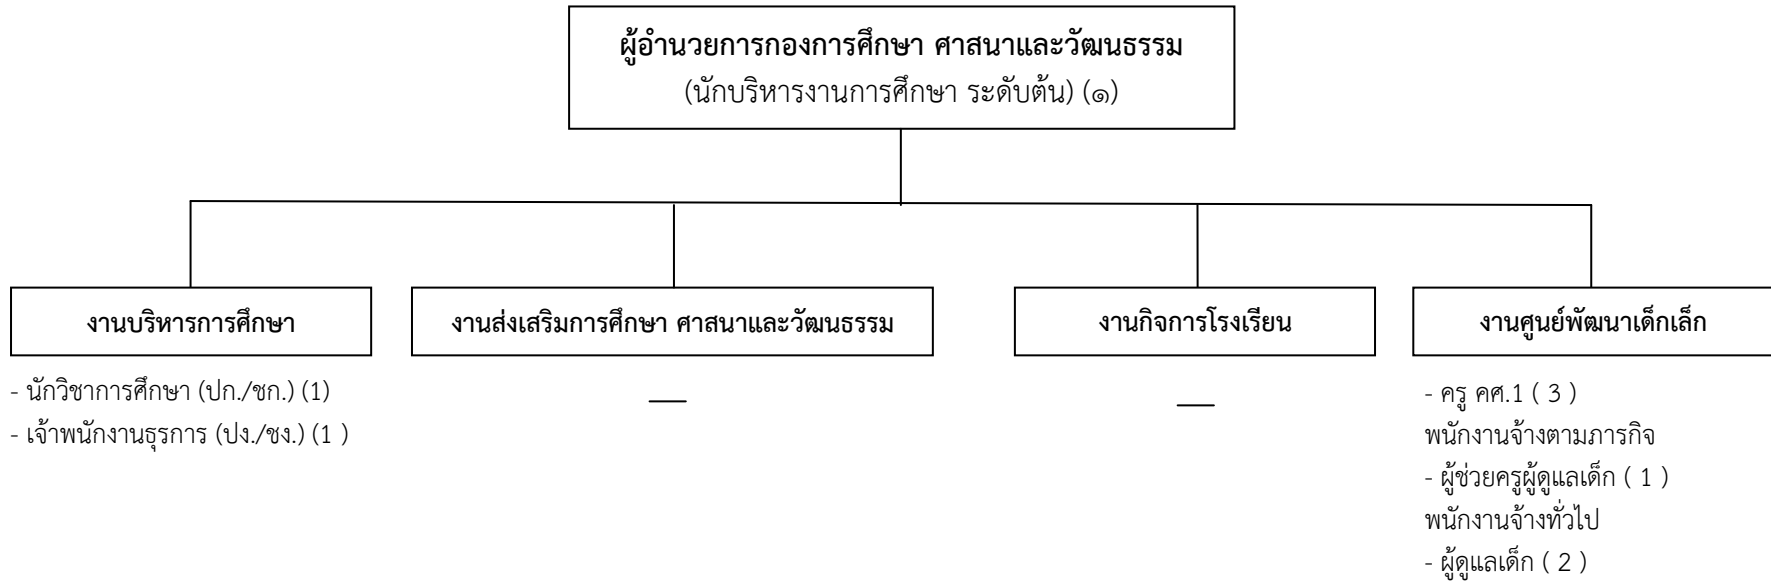 ผู้อำนวยการกองการศึกษา ศาสนาและวัฒนธรรม
(นักบริหารงานการศึกษา ระดับต้น) (๑)
งานบริหารการศึกษา
- นักวิชาการศึกษา (ปก./ชก.) (1)
- เจ้าพนักงานธุรการ (ปง./ชง.) (1 )
งานส่งเสริมการศึกษา ศาสนาและวัฒนธรรม
งานกิจการโรงเรียน
งานศูนย์พัฒนาเด็กเล็ก
- ครู คศ.1 ( 3 )
พนักงานจ้างตามภารกิจ
- ผู้ช่วยครูผู้ดูแลเด็ก ( 1 )
พนักงานจ้างทั่วไป
- ผู้ดูแลเด็ก ( 2 )